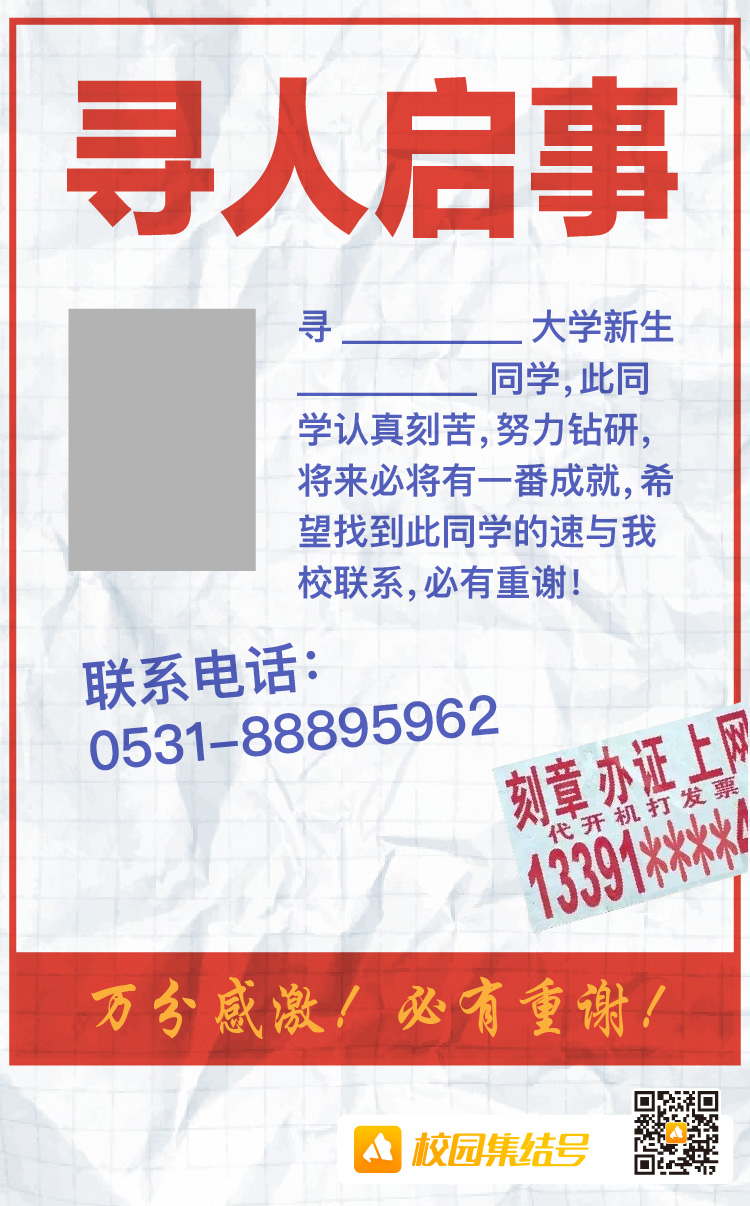 寻人启事
寻 __________ 大学新生
__________ 同学,此同
学认真刻苦,努力钻研,
将来必将有一番成就,希
望找到此同学的速与我
校联系,必有重谢!
联系电话:
0531-88895962
刻章 办证 上网
代开机打发票
13391****4
万分感激!必有重谢!
校园集结号